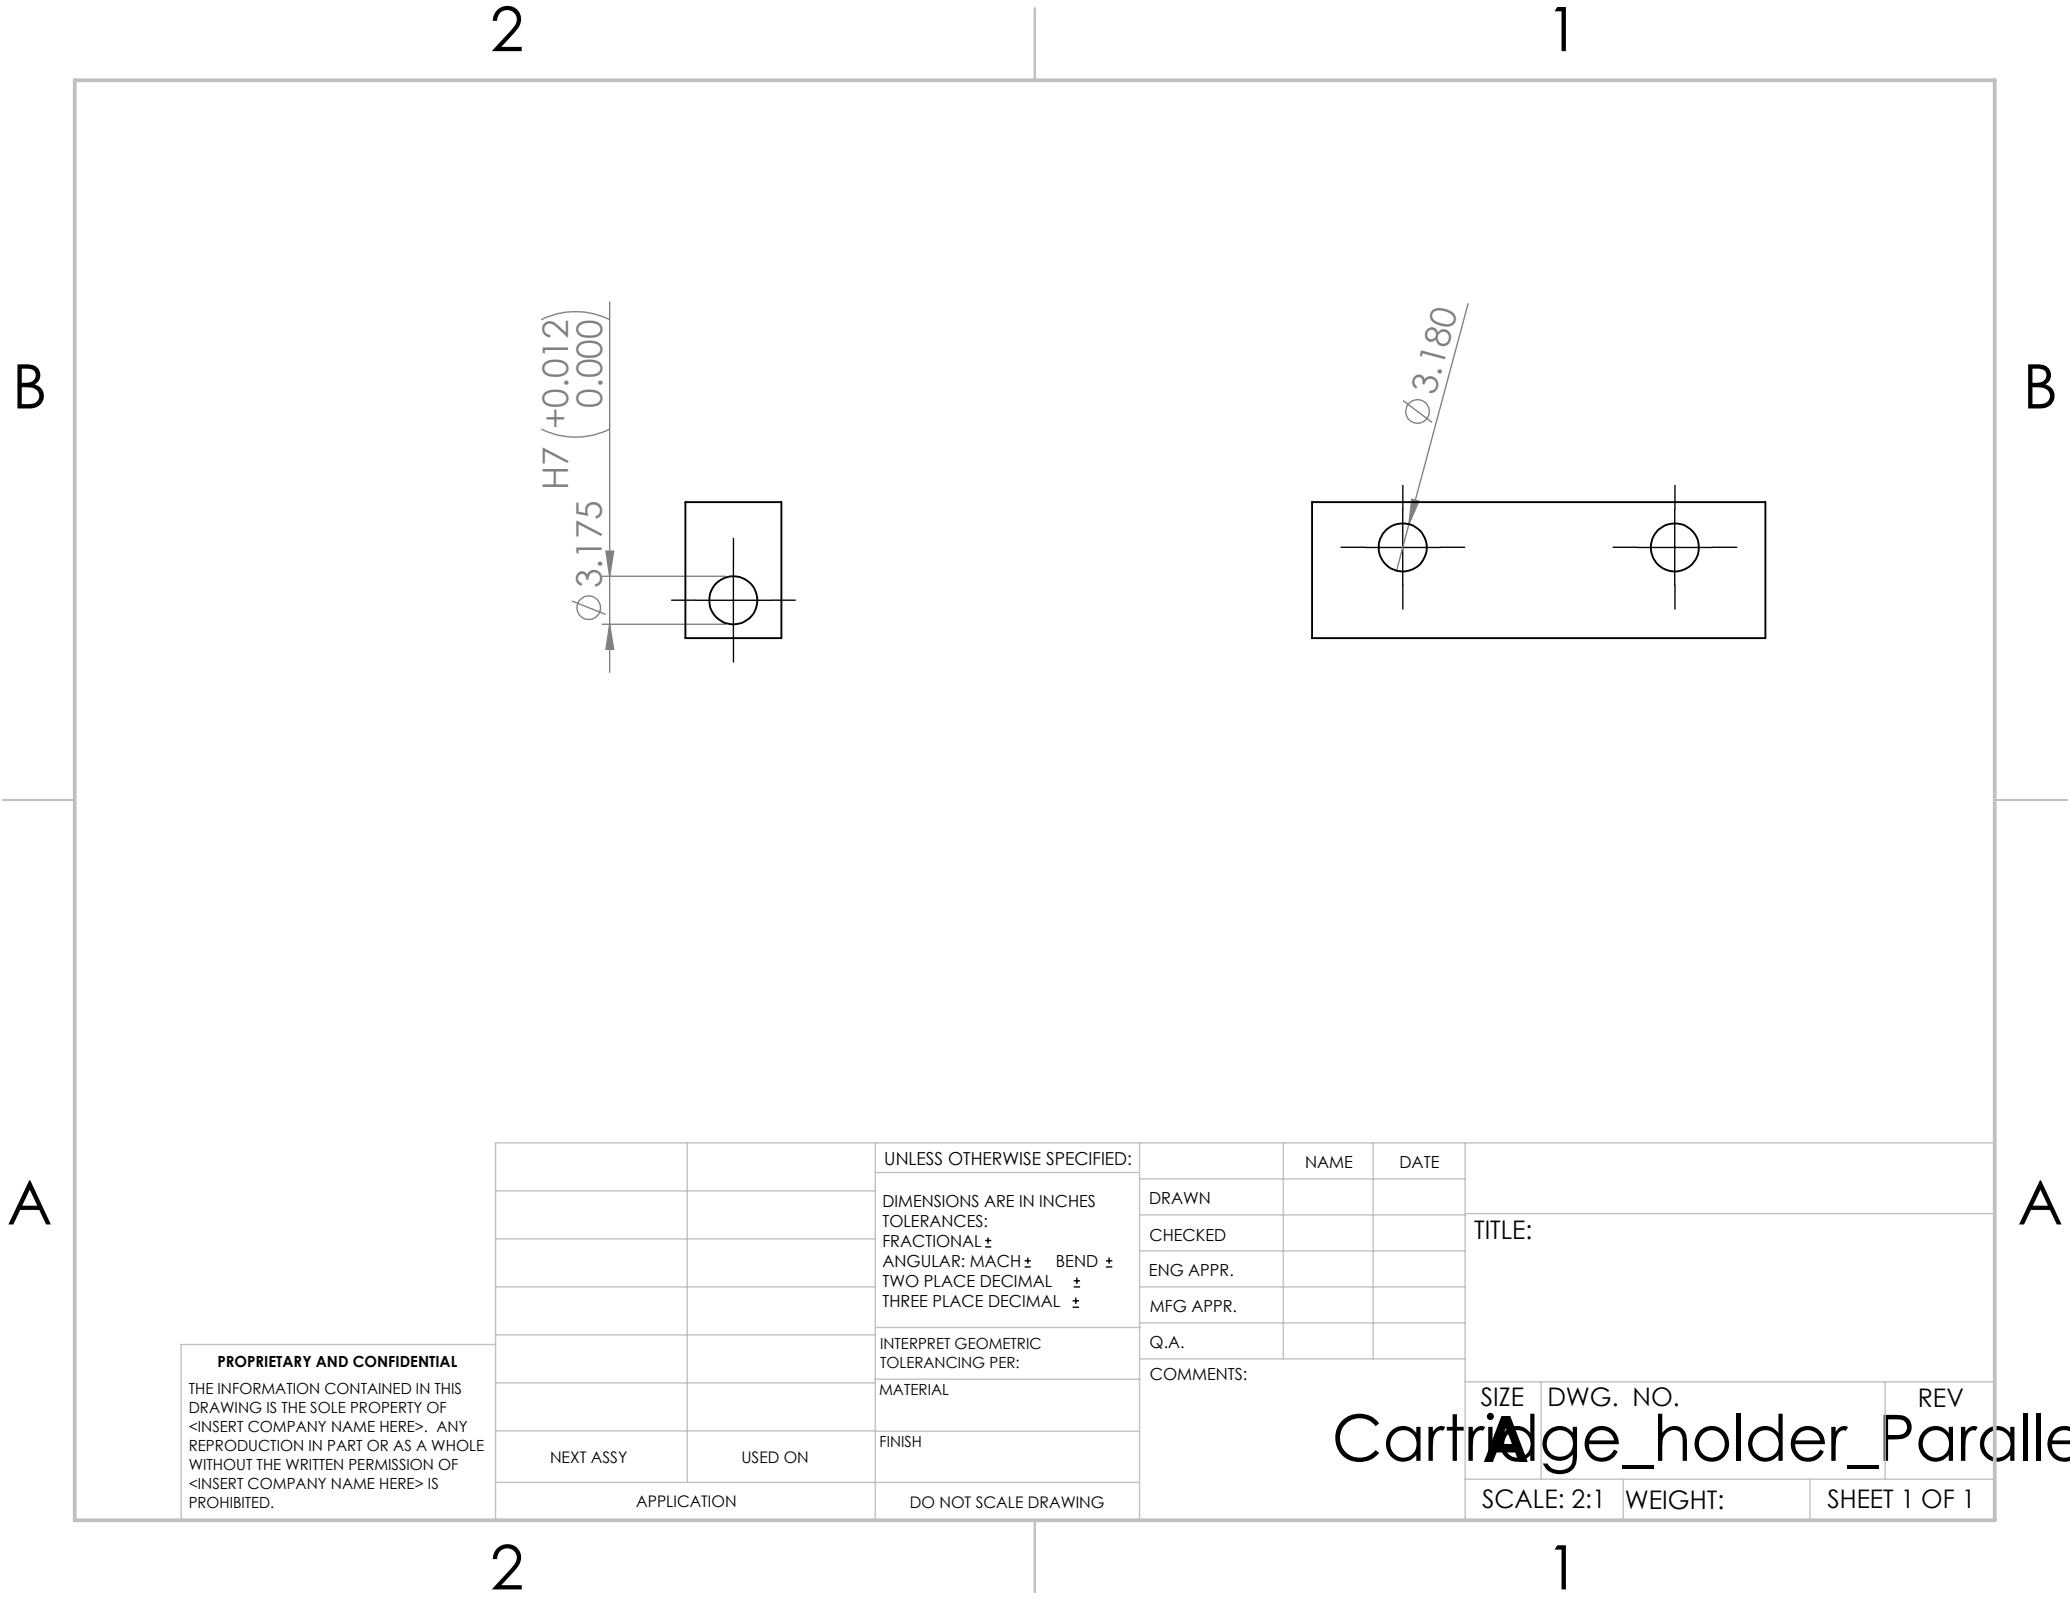 2
1
B
B
H7 (+0.012
0.000)
Ø3.175
Ø3.180
A
A
UNLESS OTHERWISE SPECIFIED:
DIMENSIONS ARE IN INCHES
TOLERANCES:
FRACTIONAL ±
ANGULAR: MACH ± BEND ±
TWO PLACE DECIMAL ±
THREE PLACE DECIMAL ±
INTERPRET GEOMETRIC
TOLERANCING PER:
MATERIAL
FINISH
DO NOT SCALE DRAWING
NAME DATE
DRAWN
CHECKED
ENG APPR.
MFG APPR.
Q.A.
COMMENTS:
TITLE:
SIZE DWG. NO. REV
A
Cartridge_holder_Paralle
SCALE: 2:1 WEIGHT: SHEET 1 OF 1
PROPRIETARY AND CONFIDENTIAL
THE INFORMATION CONTAINED IN THIS
DRAWING IS THE SOLE PROPERTY OF
<INSERT COMPANY NAME HERE>. ANY
REPRODUCTION IN PART OR AS A WHOLE
WITHOUT THE WRITTEN PERMISSION OF
<INSERT COMPANY NAME HERE> IS
PROHIBITED.
NEXT ASSY USED ON
APPLICATION
2
1